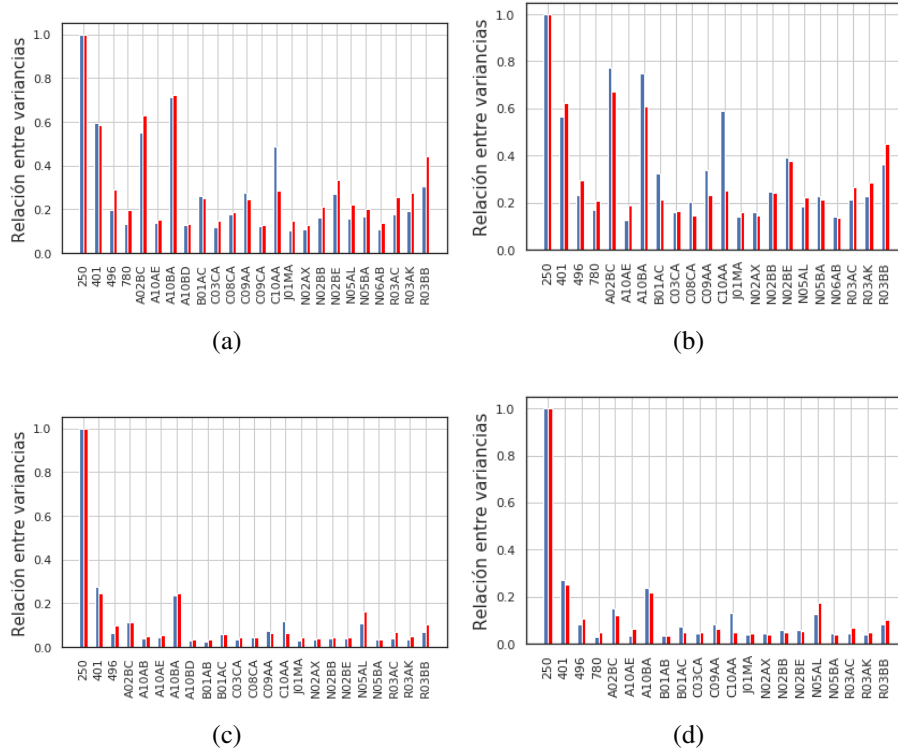 Relación entre variancias
1.0
0.8
0.6
0.4
0.2
0.0
250
401
496
780
A02BC
A10AE
A10BA
A10BD
B01AC
C03CA
C08CA
C09AA
C09CA
C10AA
J01MA
N02AX
N02BB
N02BE
N05AL
N05BA
N06AB
R03AC
R03AK
R03BB
(a)
Relación entre variancias
1.0
0.8
0.6
0.4
0.2
0.0
250
401
496
780
A02BC
A10AE
A10BA
B01AC
C03CA
C08CA
C09AA
C10AA
J01MA
N02AX
N02BB
N02BE
N05AL
N05BA
N06AB
R03AC
R03AK
R03BB
(b)
Relación entre variancias
1.0
0.8
0.6
0.4
0.2
0.0
250
401
496
A02BC
A10AB
A10AE
A10BA
A10BD
B01AB
B01AC
C03CA
C08CA
C09AA
C10AA
J01MA
N02AX
N02BB
N02BE
N05AL
N05BA
R03AC
R03AK
R03BB
(c)
Relación entre variancias
1.0
0.8
0.6
0.4
0.2
0.0
250
401
496
780
A02BC
A10AE
A10BA
B01AB
B01AC
C03CA
C09AA
C10AA
J01MA
N02AX
N02BB
N02BE
N05AL
N05BA
R03AC
R03AK
R03BB
(d)